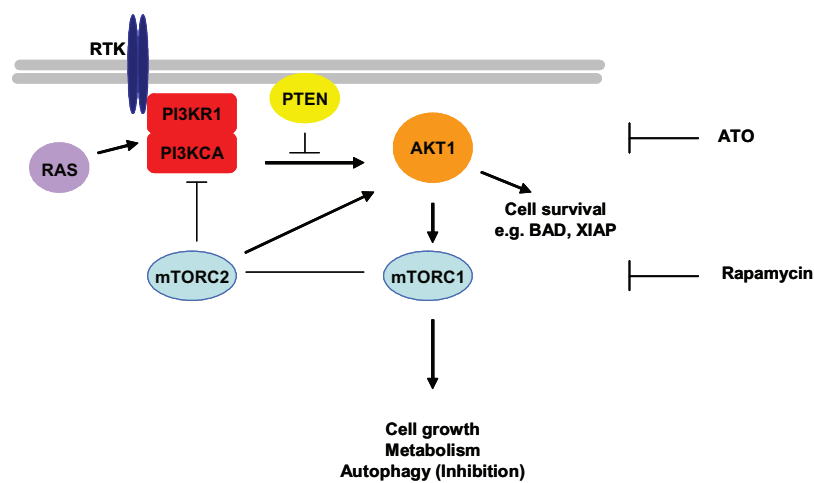 RTK
PI3KR1
PTEN
PI3KCA
AKT1
ATO
RAS
Cell survival
e.g. BAD, XIAP
mTORC2
mTORC1
Rapamycin
Cell growth
Metabolism
Autophagy (Inhibition)